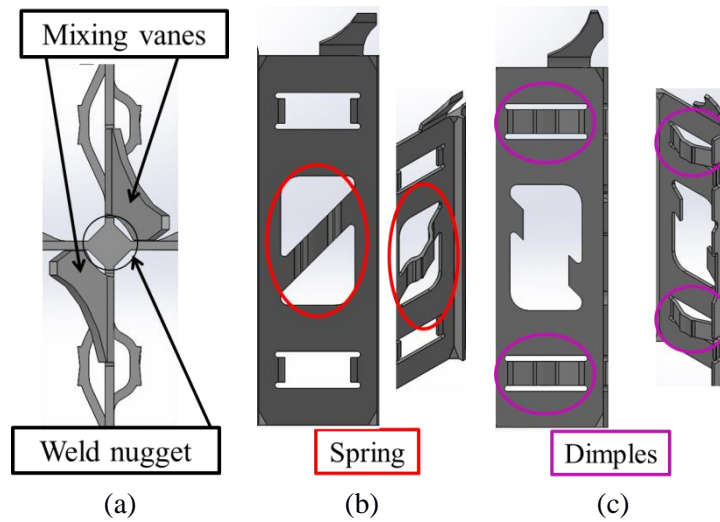 Mixing vanes
Weld nugget
Spring
Dimples
(a)
(b)
(c)